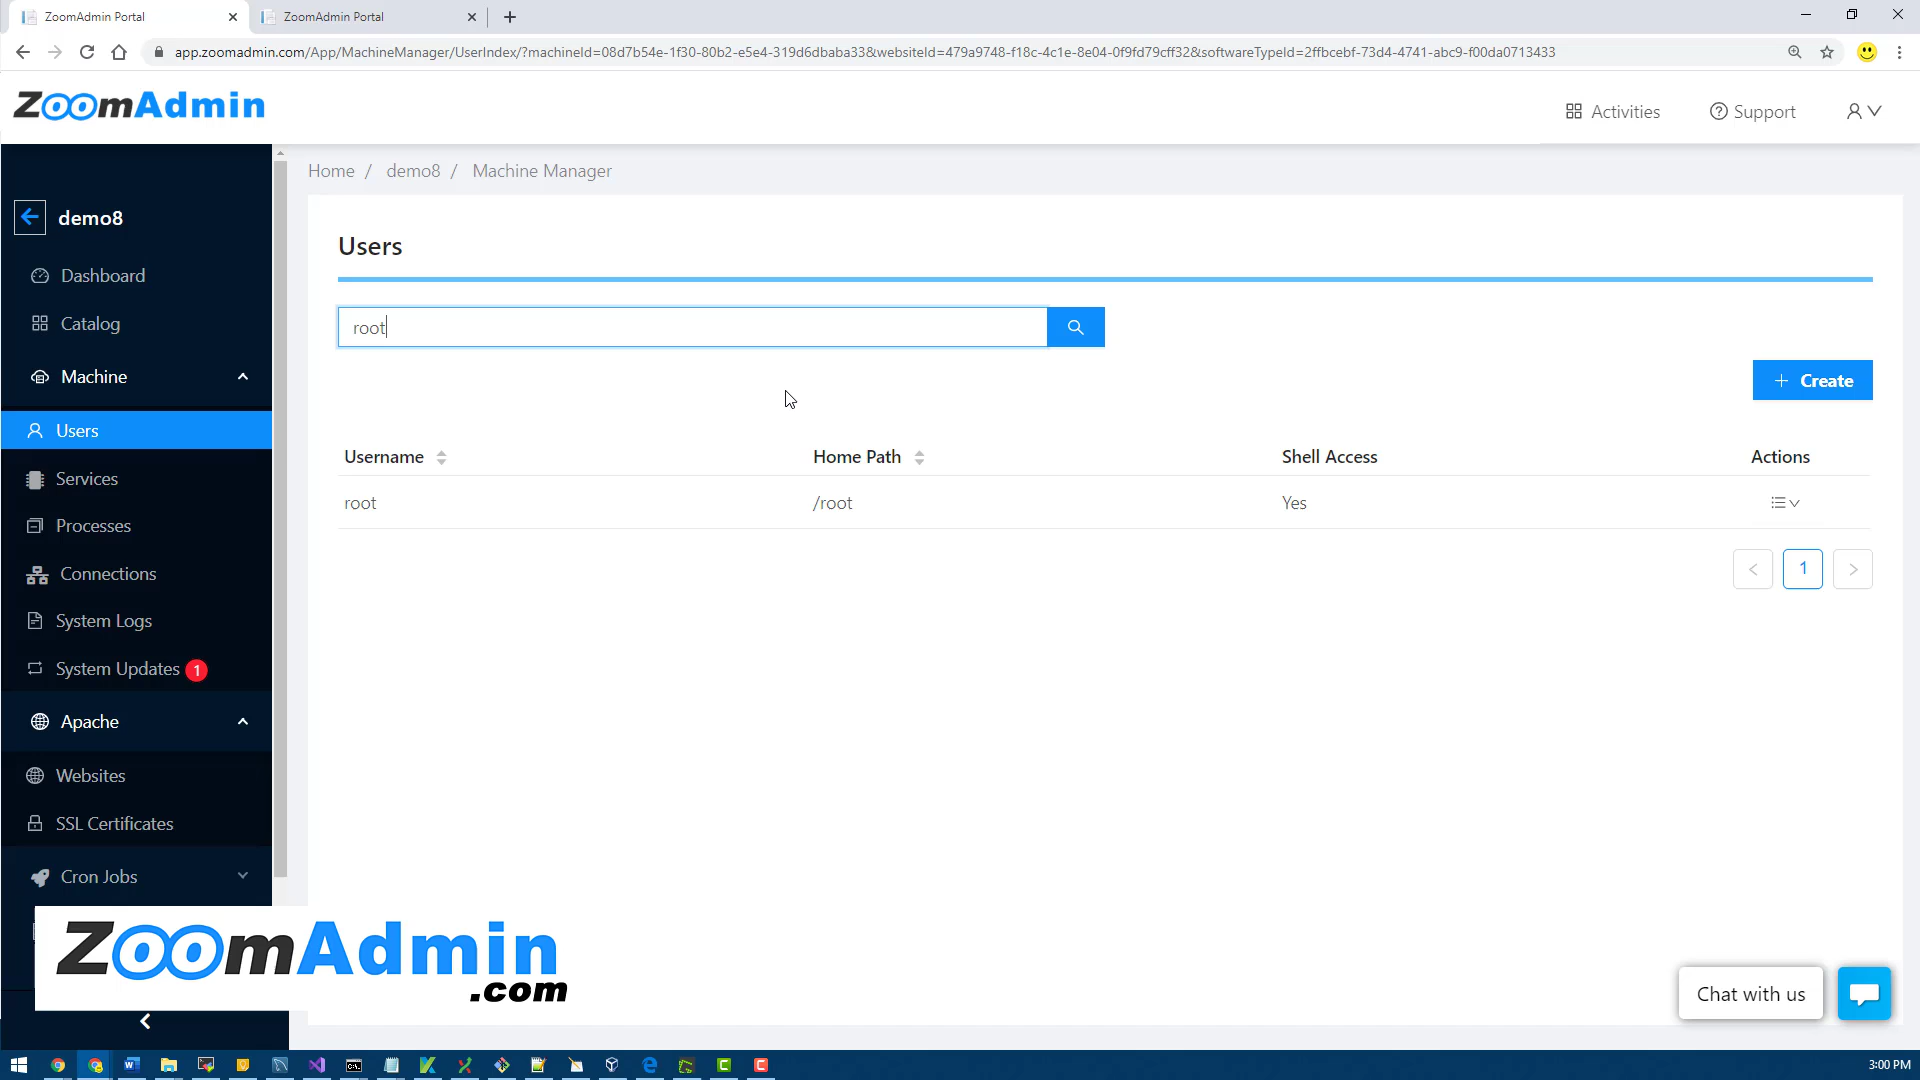 ZoomAdmin Portal
ZoomAdmin Portal
app.zoomadmin.com/App/MachineManager/UserIndex/?machineId=08d7b54e-1f30-80b2-e5e4-319d6dbaba33&websiteId=479a9748-f18c-4c1e-8e04-0f9fd79cff32&softwareTypeId=2ffbcebf-73d4-4741-abc9-f00da0713433
ZoomAdmin
Activities
Support
Home / demo8 / Machine Manager
demo8
Dashboard
Catalog
Machine
Users
Services
Processes
Connections
System Logs
System Updates 1
Apache
Websites
SSL Certificates
Cron Jobs
Users
root
+ Create
Username Home Path Shell Access Actions
root /root Yes
< 1 >
ZoomAdmin
.com
Chat with us
3:00 PM